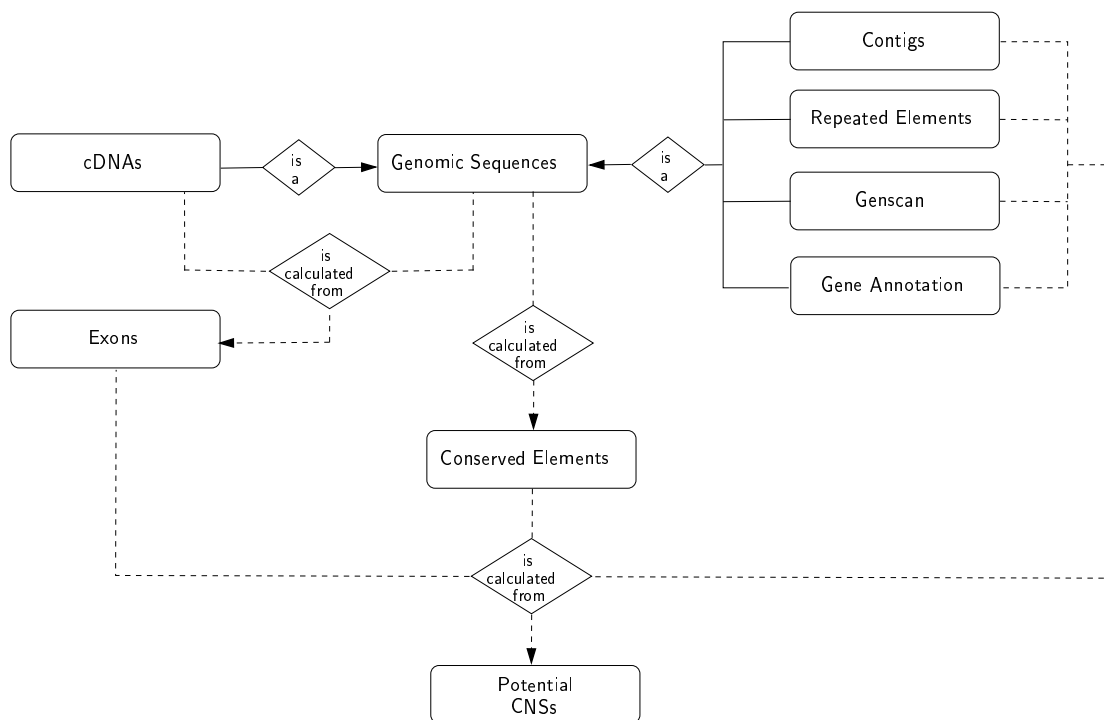 Contigs
Repeated Elements
cDNAs
is
a
Genomic Sequences
is
a
Genscan
is
calculated
from
Gene Annotation
Exons
is
calculated
from
Conserved Elements
is
calculated
from
Potential
CNSs